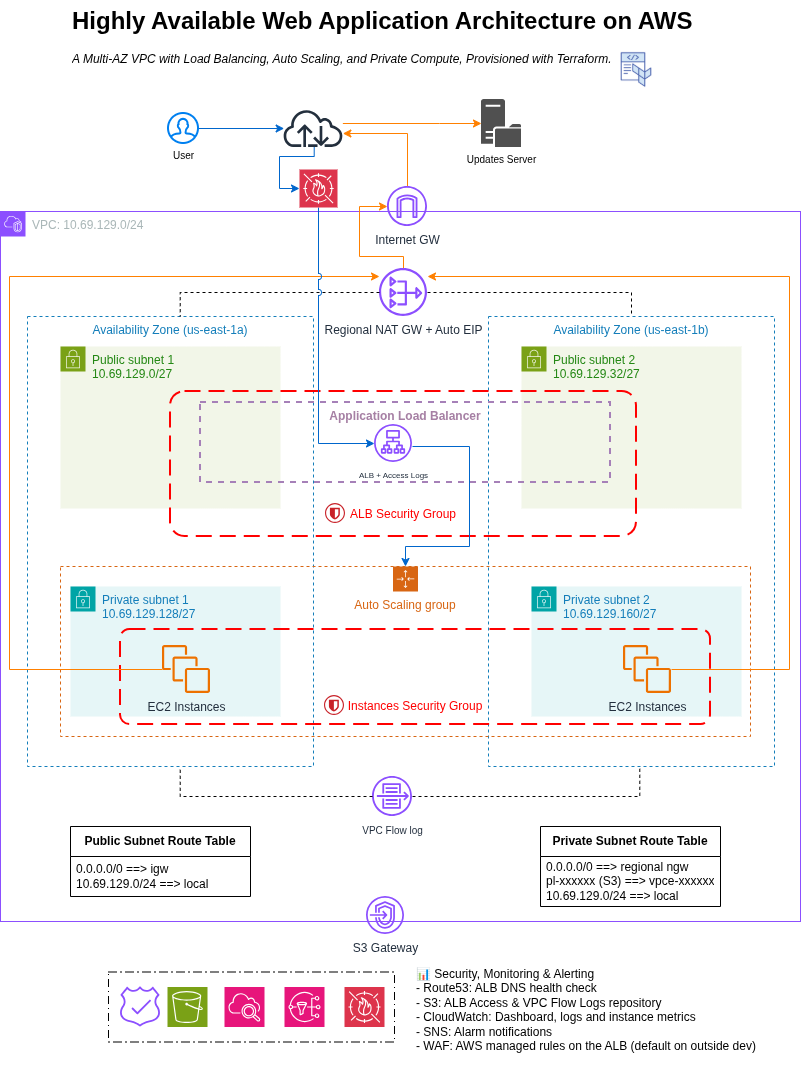 Highly Available Web Application Architecture on AWS
A Multi-AZ VPC with Load Balancing, Auto Scaling, and Private Compute, Provisioned with Terraform.
User
Updates Server
VPC: 10.69.129.0/24
Internet GW
Regional NAT GW + Auto EIP
Availability Zone (us-east-1a)
Availability Zone (us-east-1b)
Public subnet 1
10.69.129.0/27
Public subnet 2
10.69.129.32/27
Application Load Balancer
ALB + Access Logs
ALB Security Group
Auto Scaling group
Private subnet 1
10.69.129.128/27
Private subnet 2
10.69.129.160/27
EC2 Instances
Instances Security Group
EC2 Instances
VPC Flow log
Public Subnet Route Table
0.0.0.0/0 ==> igw
10.69.129.0/24 ==> local
Private Subnet Route Table
0.0.0.0/0 ==> regional ngw
pl-xxxxxx (S3) ==> vpce-xxxxxx
10.69.129.0/24 ==> local
S3 Gateway
📊 Security, Monitoring & Alerting
- Route53: ALB DNS health check
- S3: ALB Access & VPC Flow Logs repository
- CloudWatch: Dashboard, logs and instance metrics
- SNS: Alarm notifications
- WAF: AWS managed rules on the ALB (default on outside dev)